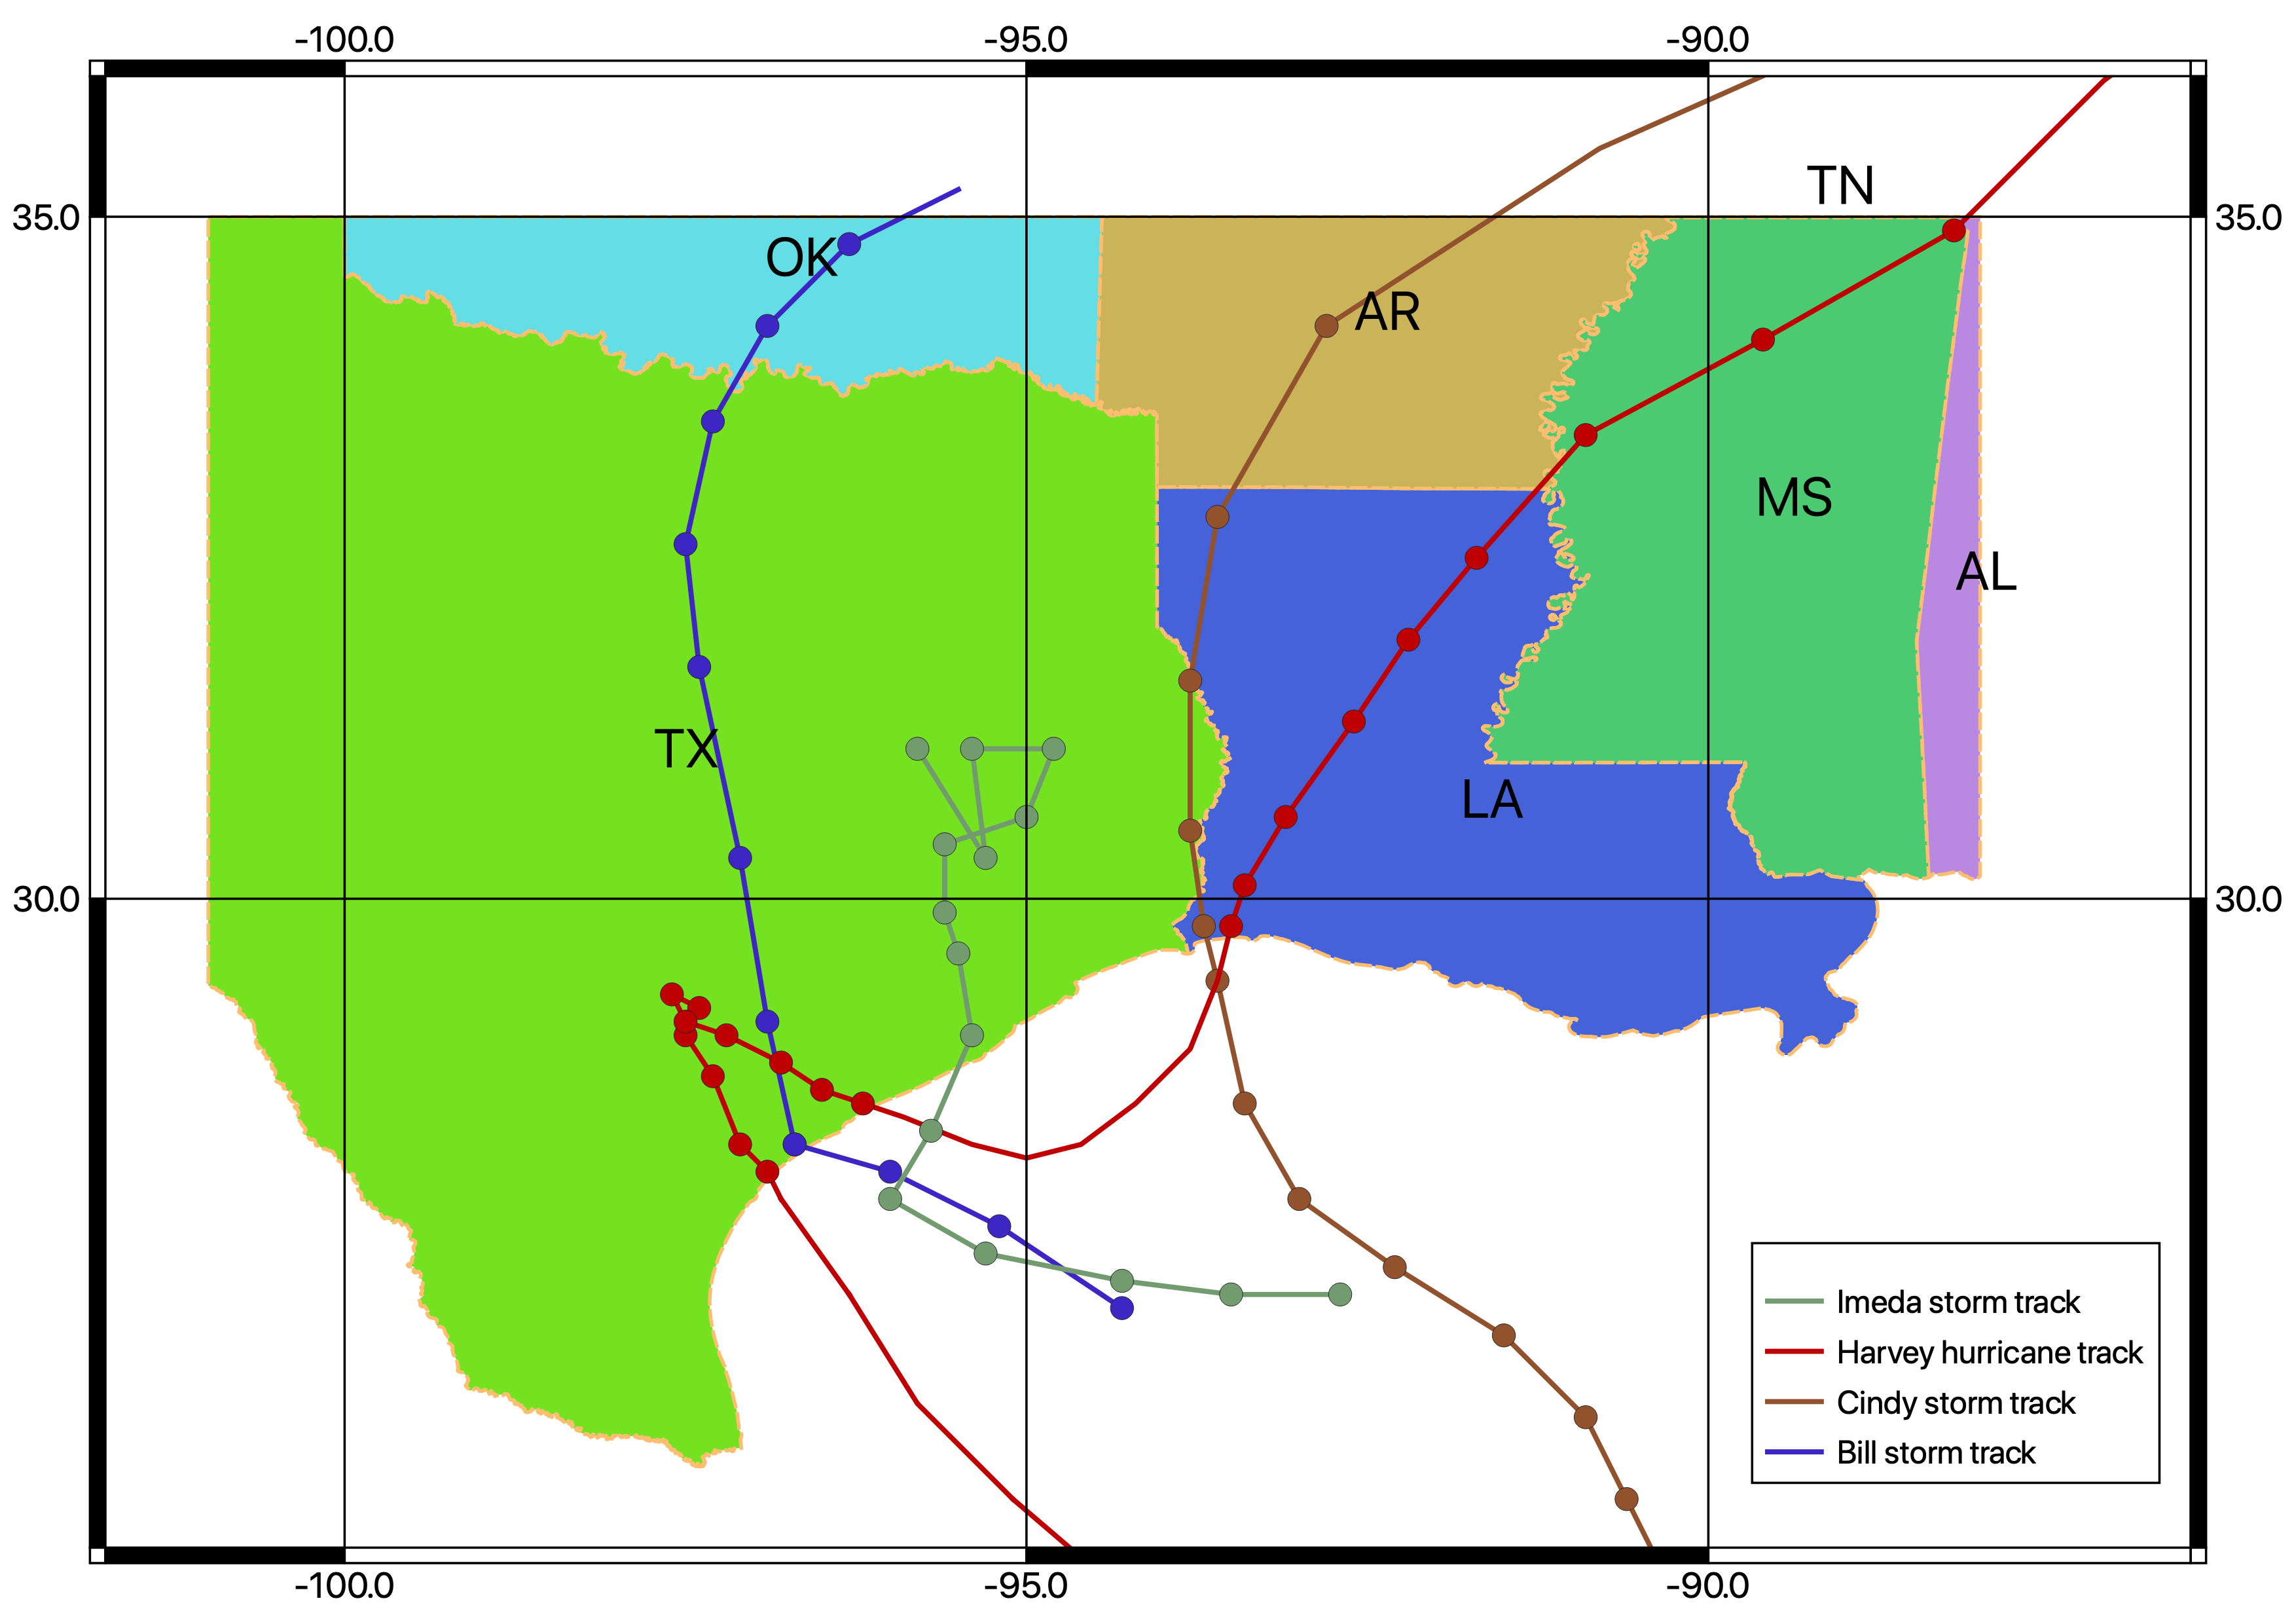 -100.0 -95.0 -90.0
TN
35.0 35.0
OK
AR
MS
AL
TX
LA
30.0 30.0
Imeda storm track
Harvey hurricane track
Cindy storm track
Bill storm track
-100.0 -95.0 -90.0